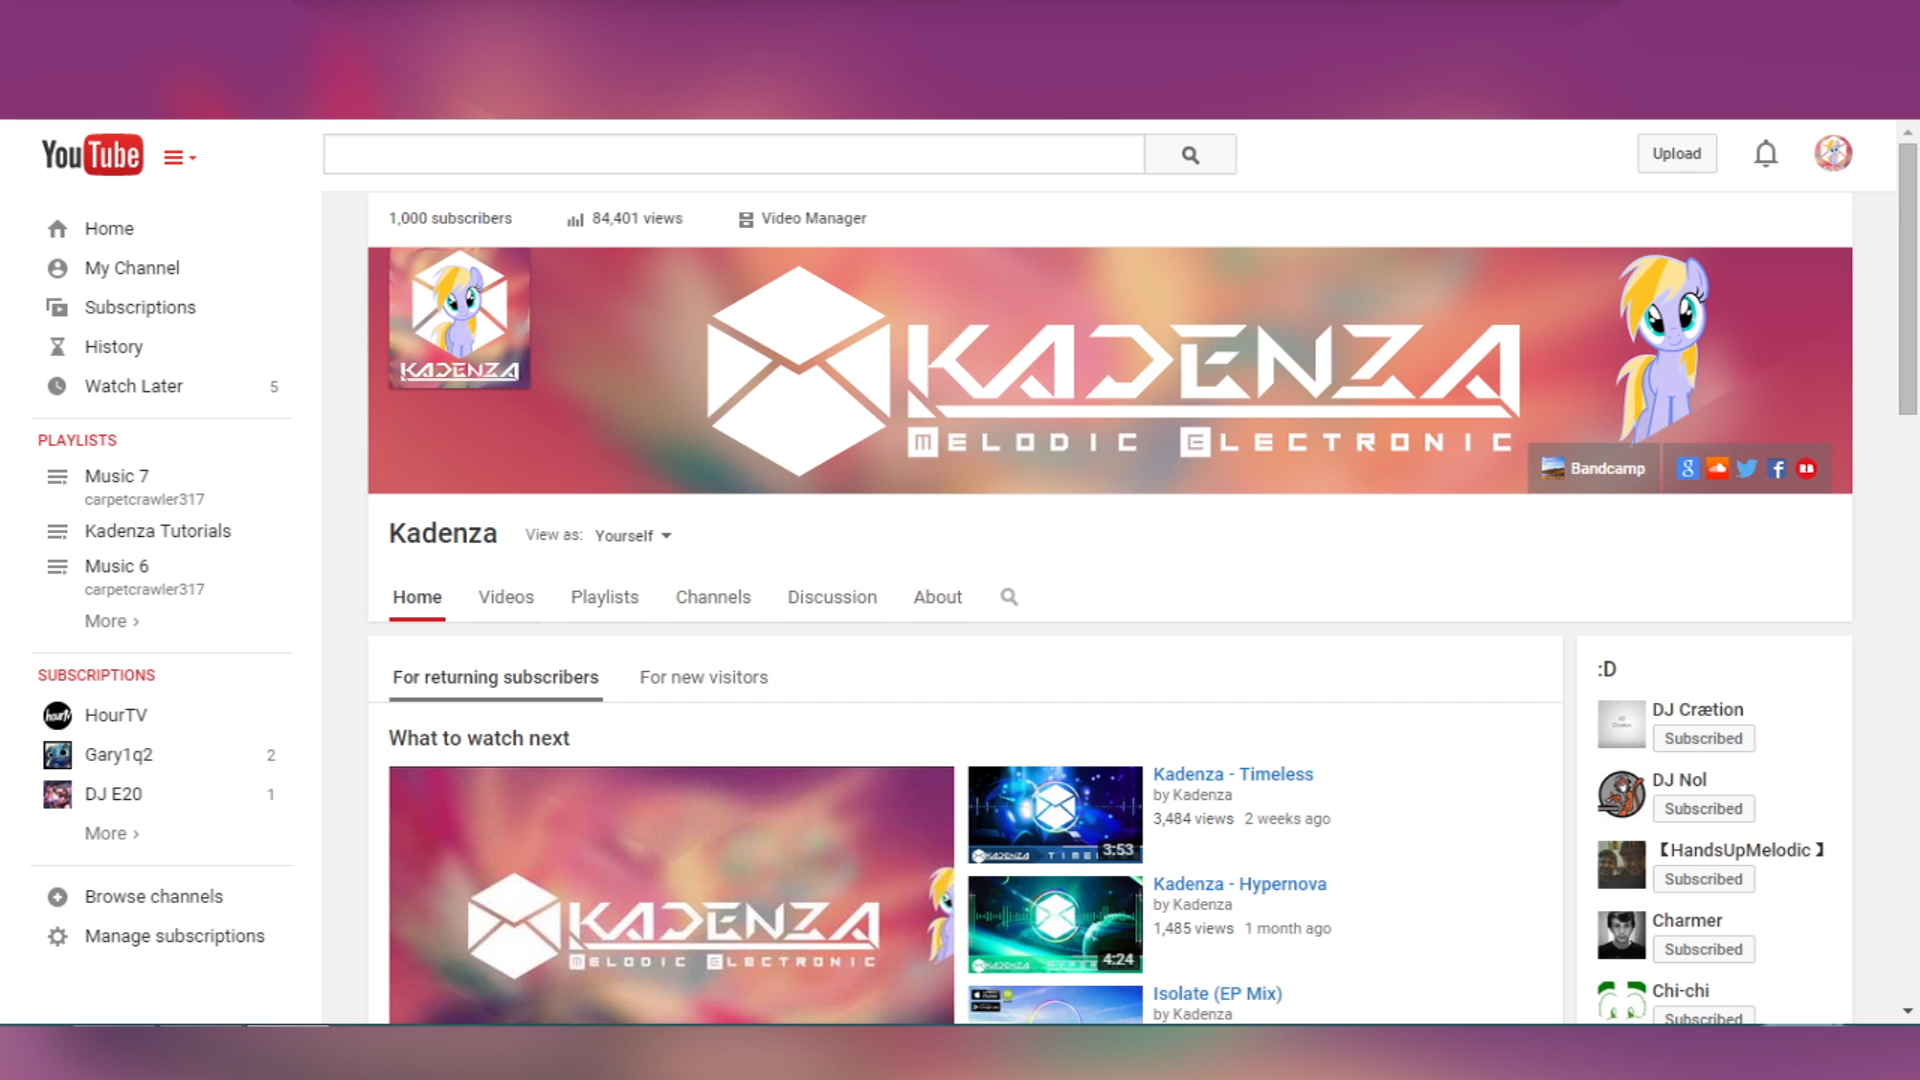 YouTube
Upload
Home
My Channel
Subscriptions
History
Watch Later 5
PLAYLISTS
Music 7
carpetcrawler317
Kadenza Tutorials
Music 6
carpetcrawler317
More ›
SUBSCRIPTIONS
HourTV
Gary1q2 2
DJ E20 1
More ›
Browse channels
Manage subscriptions
1,000 subscribers 84,401 views Video Manager
KADENZA
KADENZA
MELODIC ELECTRONIC
Bandcamp
Kadenza View as: Yourself
Home Videos Playlists Channels Discussion About
For returning subscribers For new visitors
What to watch next
KADENZA
MELODIC ELECTRONIC
Kadenza - Timeless
by Kadenza
3,484 views 2 weeks ago
3:53
KADENZA
Kadenza - Hypernova
by Kadenza
1,485 views 1 month ago
4:24
KADENZA
Isolate (EP Mix)
by Kadenza
:D
DJ Crætion
Subscribed
DJ Nol
Subscribed
【HandsUpMelodic】
Subscribed
Charmer
Subscribed
Chi-chi
Subscribed